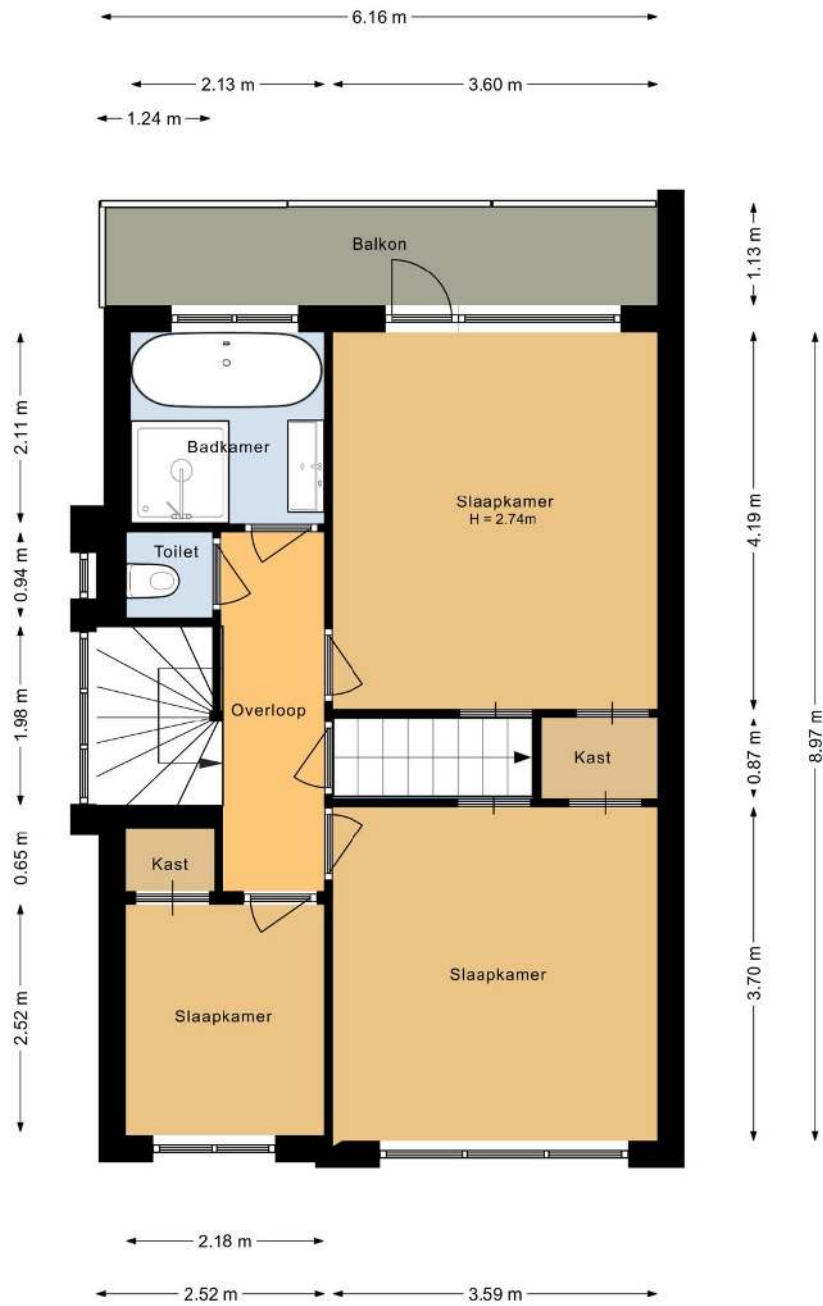 6.16 m
2.13 m
3.60 m
1.24 m
Balkon
1.13 m
2.11 m
Badkamer
Slaapkamer
H = 2.74m
4.19 m
Toilet
0.94 m
1.98 m
Overloop
Kast
0.87 m
8.97 m
0.65 m
Kast
Slaapkamer
3.70 m
Slaapkamer
2.52 m
2.18 m
2.52 m
3.59 m